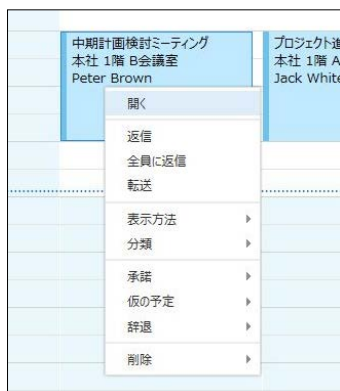 中期計画検討ミーティング
本社 1階 B会議室
Peter Brown
プロジェクト進
本社 1階 A
Jack White
開く
返信
全員に返信
転送
表示方法
分類
承諾
仮の予定
辞退
削除